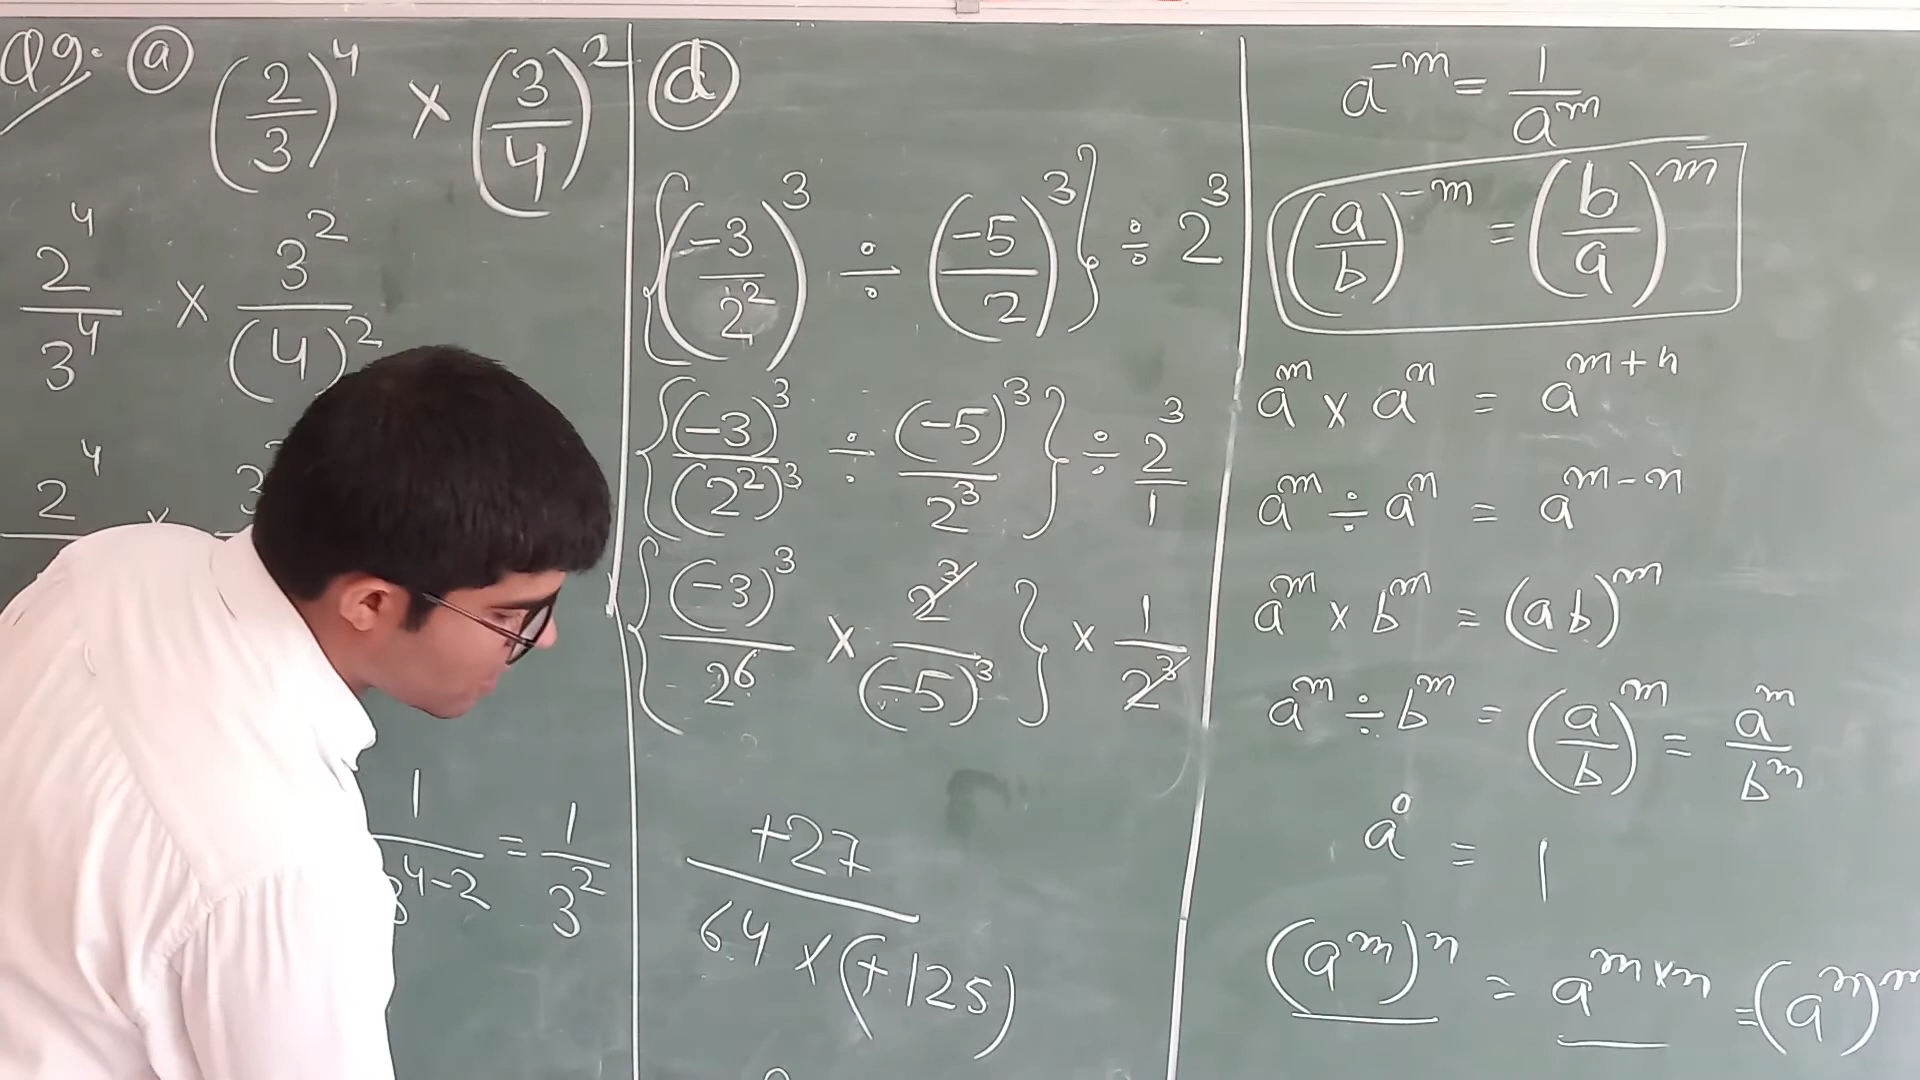 Q9. (a) (2/3)^4 × (3/4)^2
2^4/3^4 × 3^2/(4)^2
2^4 × 3
1/3^(4-2) = 1/3^2
(d)
{(-3/2^2)^3 ÷ (-5/2)^3} ÷ 2^3
{(-3)^3/(2^2)^3 ÷ (-5)^3/2^3} ÷ 2^3/1
{(-3)^3/2^6 × 2^3/(-5)^3} × 1/2^3
+27/(64 × (+125))
a^-m = 1/a^m
(a/b)^-m = (b/a)^m
a^m × a^n = a^(m+n)
a^m ÷ a^n = a^(m-n)
a^m × b^m = (ab)^m
a^m ÷ b^m = (a/b)^m = a^m/b^m
a^0 = 1
(a^m)^n = a^(m×n) = (a^n)^m